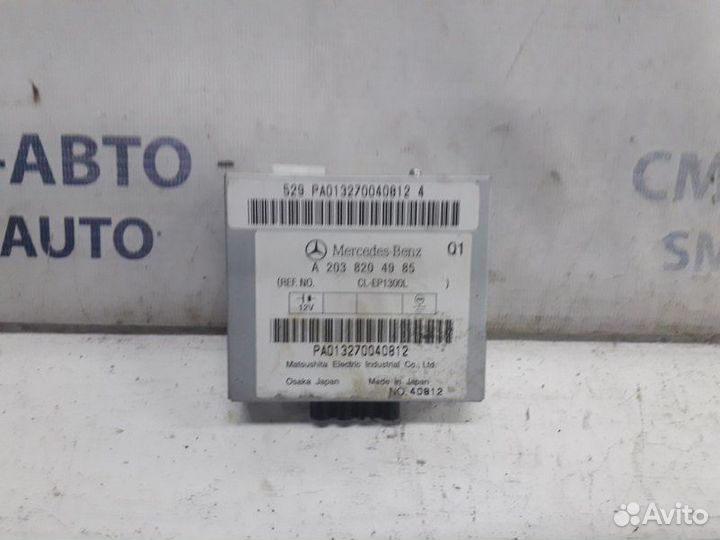 -АВТО
AUTO
СМ
SM
529 PA013270040812 4
Mercedes-Benz Q1
A 203 820 49 85
(REF. NO. CL-EP1300L )
12V
PA013270040812
Matsushita Electric Industrial Co., Ltd.
Osaka Japan Made in Japan
NO. 40812
Avito